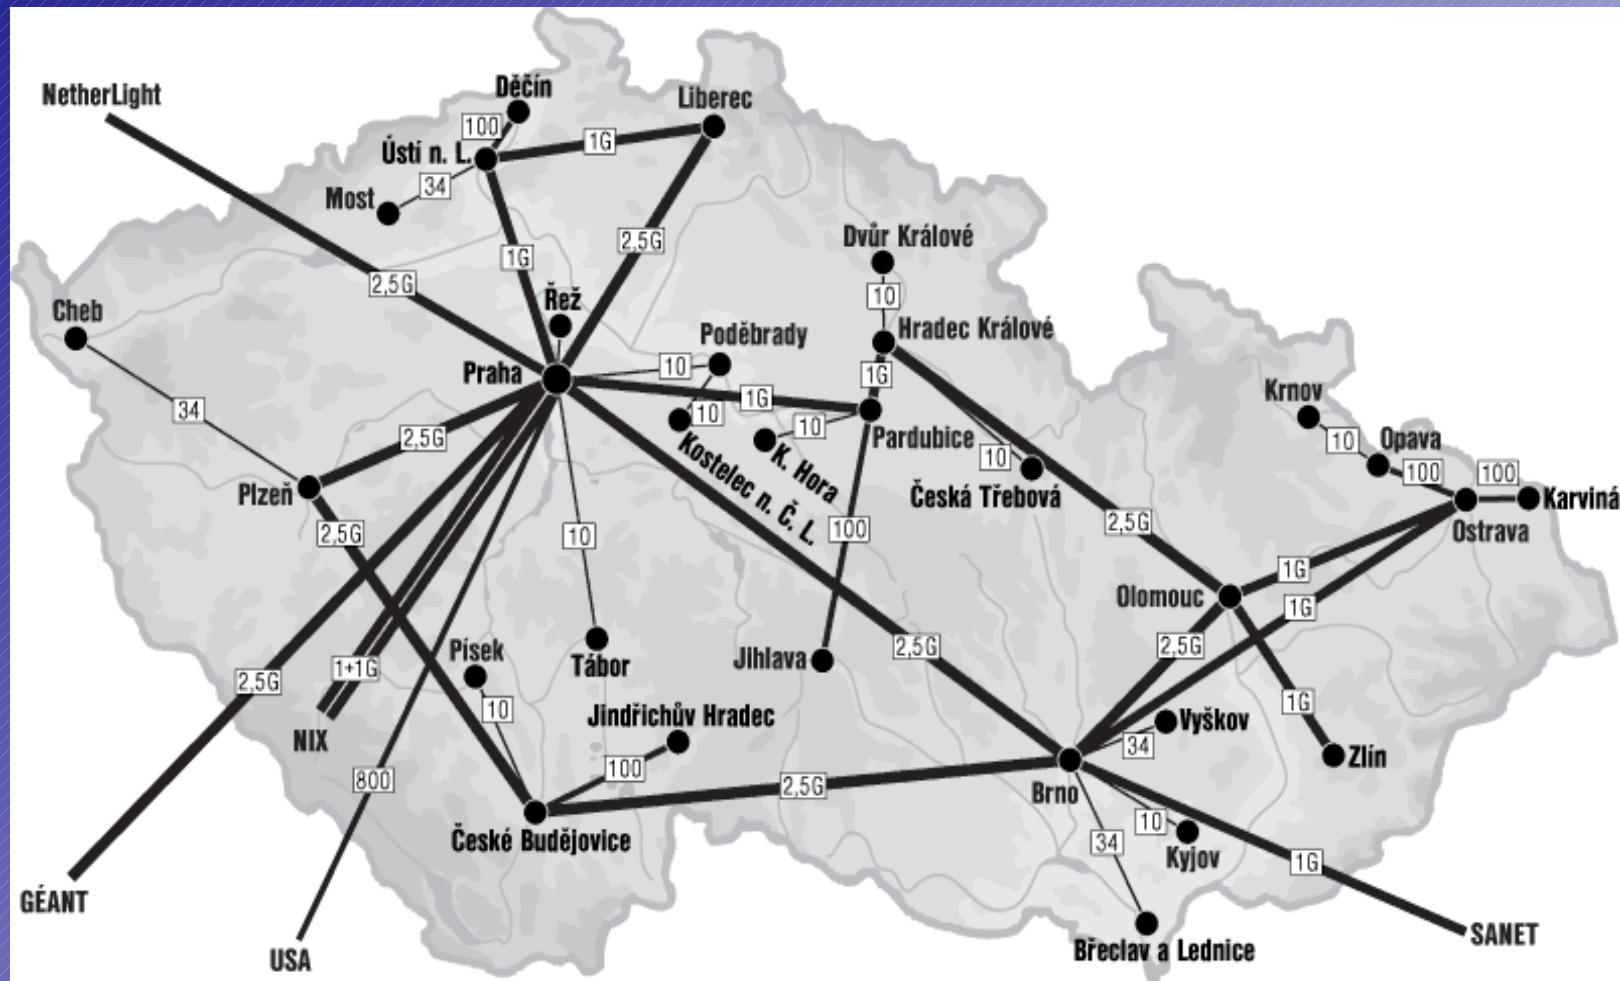 NetherLight
Děčín
Liberec
100
1G
Ústí n. L.
34
Most
Dvůr Králové
2,5G
1G
2,5G
Řež
10
Cheb
Hradec Králové
Poděbrady
Praha
10
1G
Krnov
34
10
1G
10
Pardubice
2,5G
K. Hora
Kostelec n. Č. L.
10
Opava
10
100
100
Karviná
Plzeň
Česká Třebová
2,5G
10
100
2,5G
Ostrava
1G
Olomouc
1G
2,5G
2,5G
Písek
Tábor
Jihlava
1+1G
2,5G
10
Jindřichův Hradec
1G
Vyškov
34
NIX
Zlín
800
100
2,5G
Brno
České Budějovice
10
34
Kyjov
1G
GÉANT
SANET
Břeclav a Lednice
USA